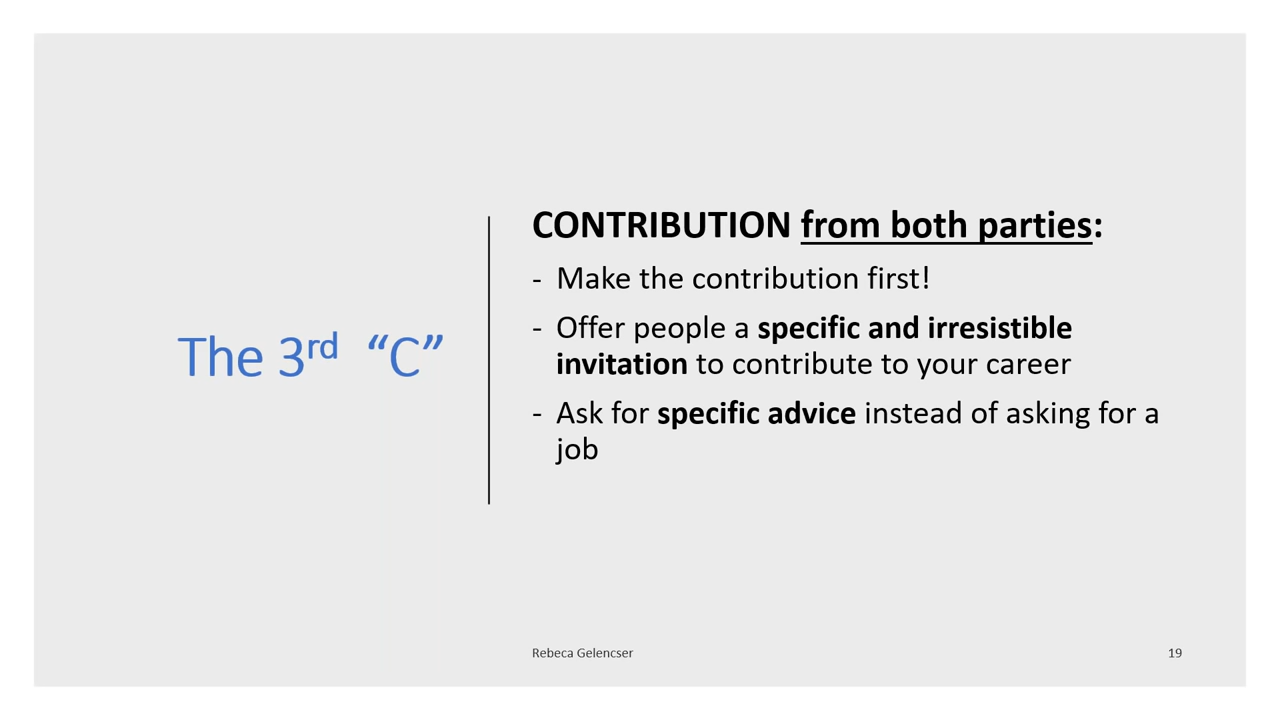 The 3rd “C”
CONTRIBUTION from both parties:
- Make the contribution first!
- Offer people a specific and irresistible
invitation to contribute to your career
- Ask for specific advice instead of asking for a
job
Rebeca Gelencser
19